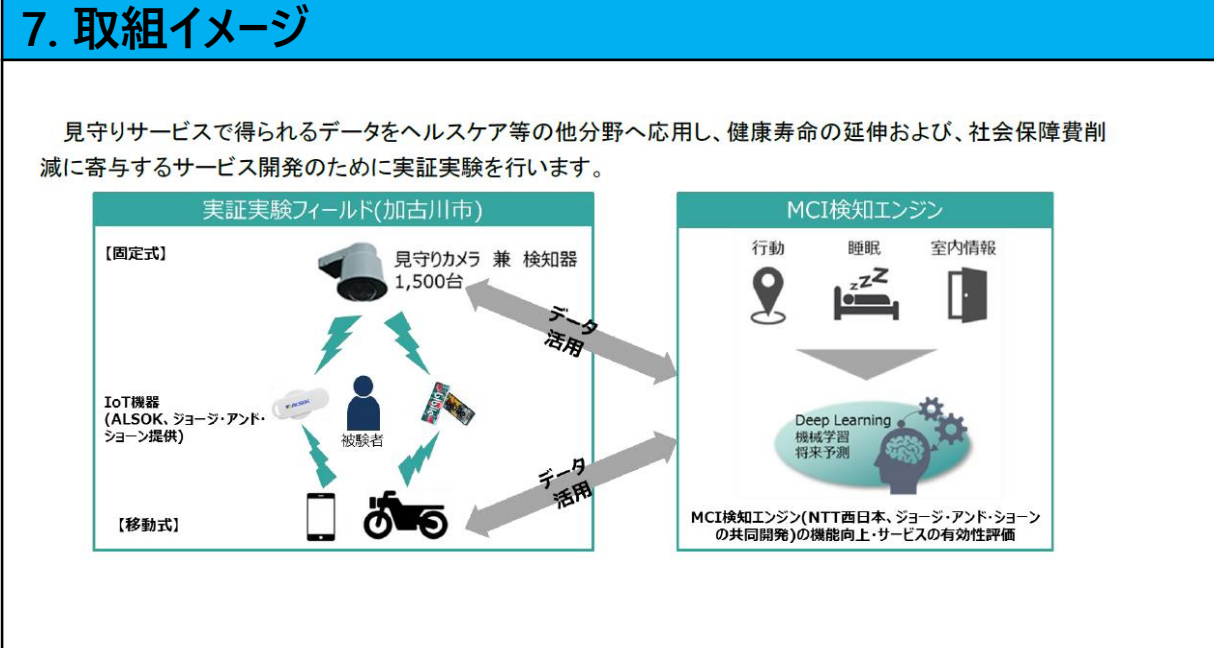 7. 取組イメージ
見守りサービスで得られるデータをヘルスケア等の他分野へ応用し、健康寿命の延伸および、社会保障費削
減に寄与するサービス開発のために実証実験を行います。
実証実験フィールド(加古川市)
【固定式】
見守りカメラ 兼 検知器
1,500台
IoT機器
(ALSOK、ジョージ・アンド・
ショーン提供)
ALSOK
被験者
【移動式】
データ
活用
データ
活用
MCI検知エンジン
行動 睡眠 室内情報
zzZ
Deep Learning
機械学習
将来予測
MCI検知エンジン(NTT西日本、ジョージ・アンド・ショーン
の共同開発)の機能向上・サービスの有効性評価